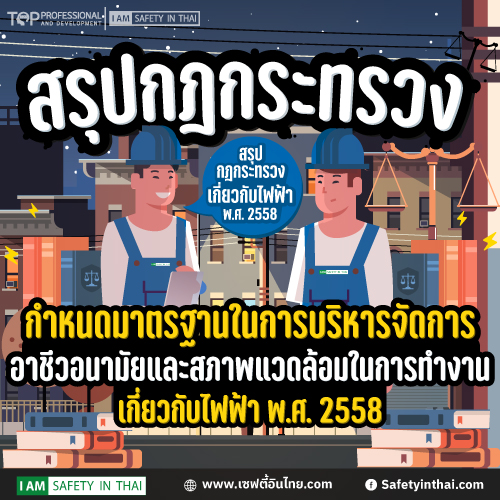 TOP PROFESSIONAL AND DEVELOPMENT I AM SAFETY IN THAI
สรุปกฎกระทรวง
สรุป
กฎกระทรวง
เกี่ยวกับไฟฟ้า
พ.ศ. 2558
I AM SAFETY IN THAI
กำหนดมาตรฐานในการบริหารจัดการ
อาชีวอนามัยและสภาพแวดล้อมในการทำงาน
เกี่ยวกับไฟฟ้า พ.ศ. 2558
I AM SAFETY IN THAI www.เซฟตี้อินไทย.com Safetyinthai.com